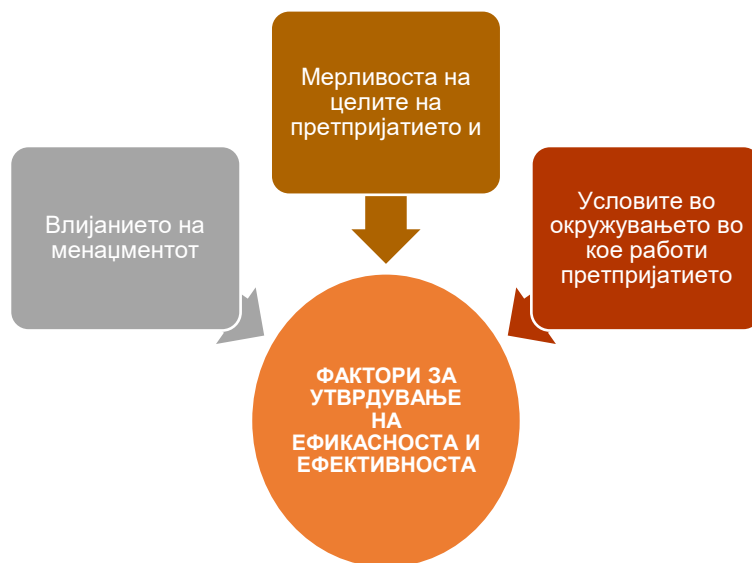 Мерливоста на
целите на
претпријатието и
Влијанието на
менаџментот
Условите во
окружувањето во
кое работи
претпријатието
ФАКТОРИ ЗА
УТВРДУВАЊЕ
НА
ЕФИКАСНОСТА И
ЕФЕКТИВНОСТА